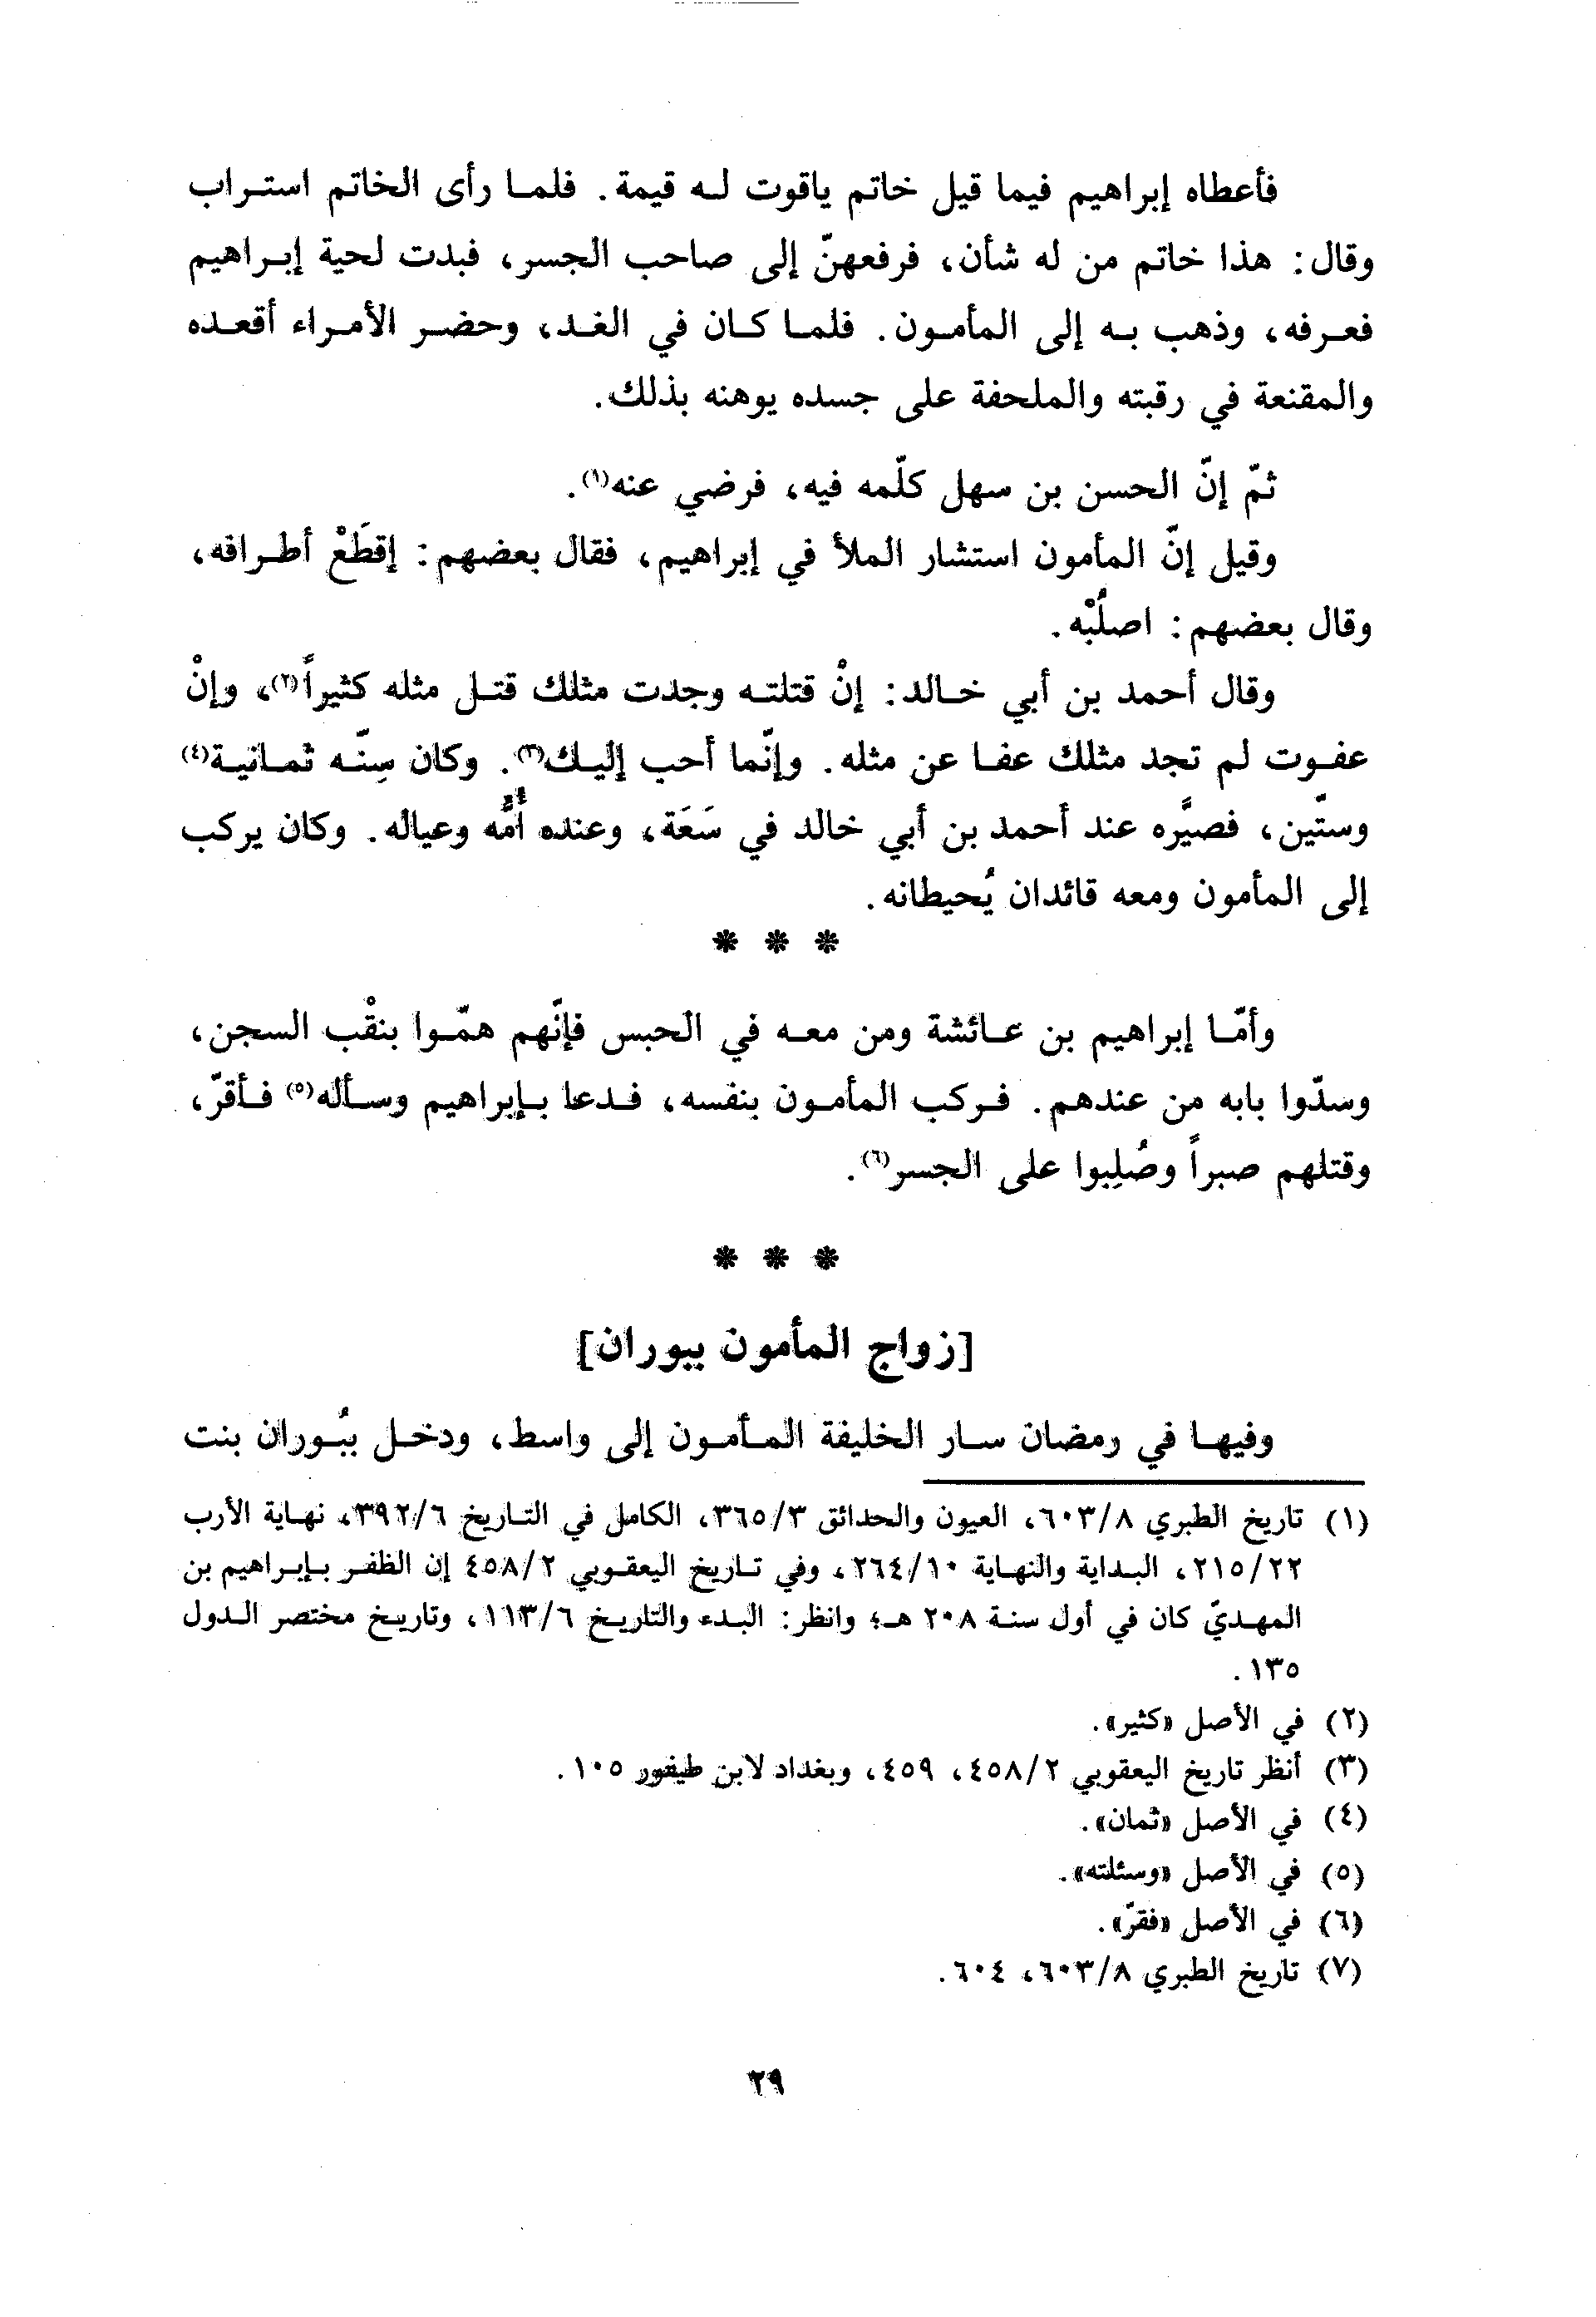 فأعطاه إبراهيم فيما قيل خاتم ياقوت له قيمة. فلما رأى الخاتم استراب
وقال: هذا خاتم من له شأن، فرفعهنّ إلى صاحب الجسر، فبدت لحية إبراهيم
فعرفه، وذهب به إلى المأمون. فلما كان في الغد، وحضر الأمراء أقعده
والمقنعة في رقبته والملحفة على جسده يوهنه بذلك.
ثمّ إنّ الحسن بن سهل كلّمه فيه، فرضي عنه(١).
وقيل إنّ المأمون استشار الملأ في إبراهيم، فقال بعضهم: إقطَعْ أطرافه،
وقال بعضهم: اصلُبْه.
وقال أحمد بن أبي خالد: إنْ قتلته وجدت مثلك قتل مثله كثيراً(٢)، وإنْ
عفوت لم تجد مثلك عفا عن مثله. وإنّما أحب إليك(٣). وكان سِنّه ثمانية(٤)
وستّين، فصيَّره عند أحمد بن أبي خالد في سَعَة، وعنده أُمُّه وعياله. وكان يركب
إلى المأمون ومعه قائدان يُحيطانه.
* * *
وأمّا إبراهيم بن عائشة ومن معه في الحبس فإنّهم همّوا بنقْب السجن،
وسدّوا بابه من عندهم. فركب المأمون بنفسه، فدعا بإبراهيم وسأله(٥) فأقرّ،
وقتلهم صبراً وصُلِبوا على الجسر(٦).
* * *
[زواج المأمون ببوران]
وفيها في رمضان سار الخليفة المأمون إلى واسط، ودخل ببُوران بنت
(١) تاريخ الطبري ٦٠٣/٨، العيون والحدائق ٣٦٥/٣، الكامل في التاريخ ٣٩٢/٦، نهاية الأرب
٢١٥/٢٢، البداية والنهاية ٢٦٤/١٠، وفي تاريخ اليعقوبي ٤٥٨/٢ إن الظفر بإبراهيم بن
المهديّ كان في أول سنة ٢٠٨ هـ؛ وانظر: البدء والتاريخ ١١٣/٦، وتاريخ مختصر الدول
١٣٥.
(٢) في الأصل «كثير».
(٣) أنظر تاريخ اليعقوبي ٤٥٨/٢، ٤٥٩، وبغداد لابن طيفور ١٠٥.
(٤) في الأصل «ثمان».
(٥) في الأصل «وسئلته».
(٦) في الأصل «فقرّ».
(٧) تاريخ الطبري ٦٠٣/٨، ٦٠٤.
٢٩